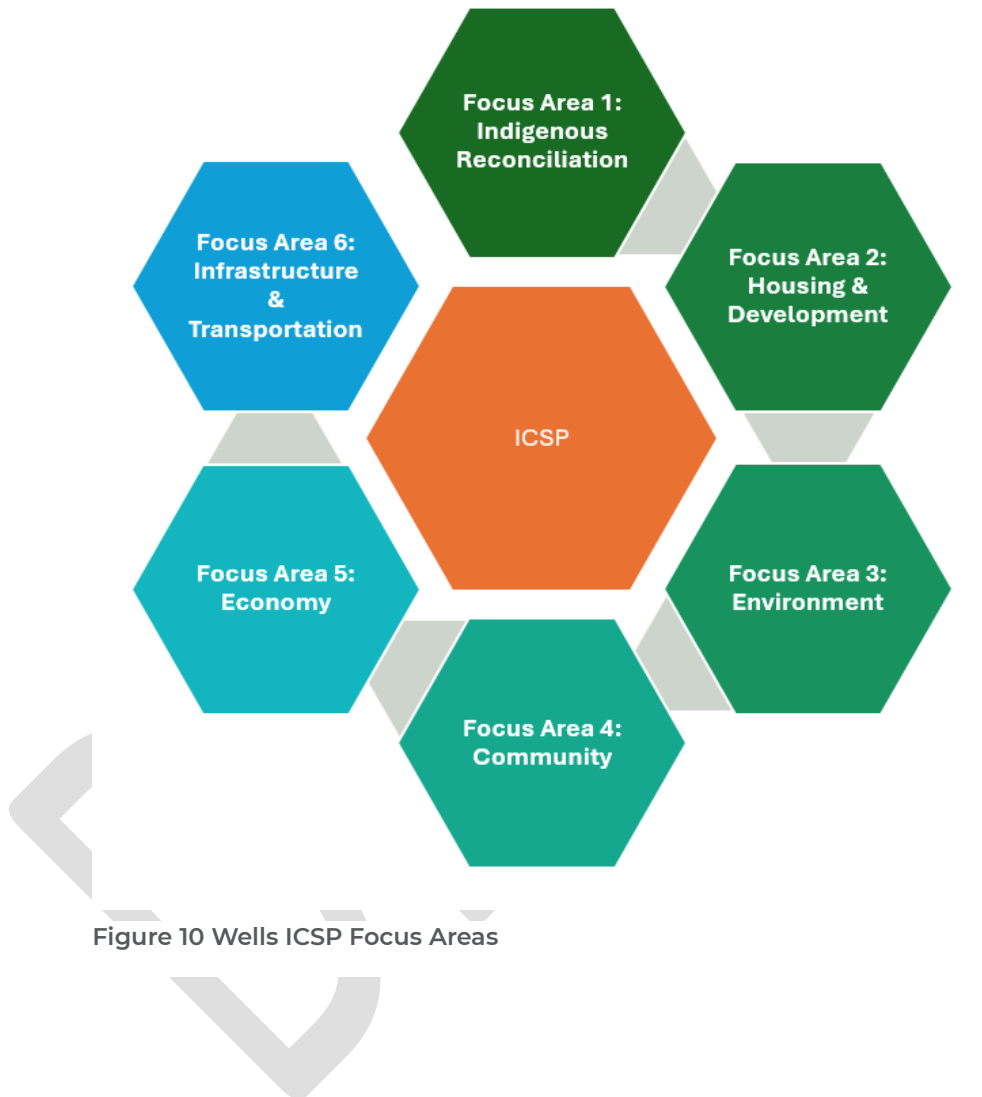 Focus Area 1:
Indigenous
Reconciliation
Focus Area 2:
Housing &
Development
Focus Area 3:
Environment
Focus Area 4:
Community
Focus Area 5:
Economy
Focus Area 6:
Infrastructure
&
Transportation
ICSP
Figure 10 Wells ICSP Focus Areas